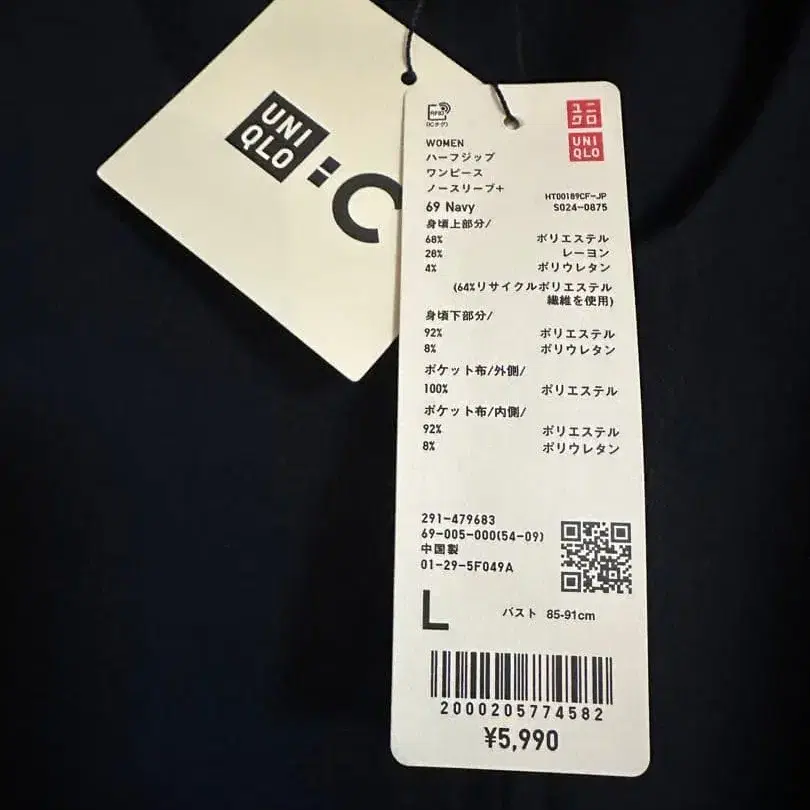 UNI
QLO
:C
RFID
(ICタグ)
ユニ
クロ
UNI
QLO
WOMEN
ハーフジップ
ワンピース
ノースリーブ+
HT00189CF-JP
69 Navy
S024-0875
身頃上部分/
68% ポリエステル
28% レーヨン
4% ポリウレタン
(64%リサイクルポリエステル
繊維を使用)
身頃下部分/
92% ポリエステル
8% ポリウレタン
ポケット布/外側/
100% ポリエステル
ポケット布/内側/
92% ポリエステル
8% ポリウレタン
291-479683
69-005-000(54-09)
中国製
01-29-5F049A
L バスト 85-91cm
2000205774582
¥5,990